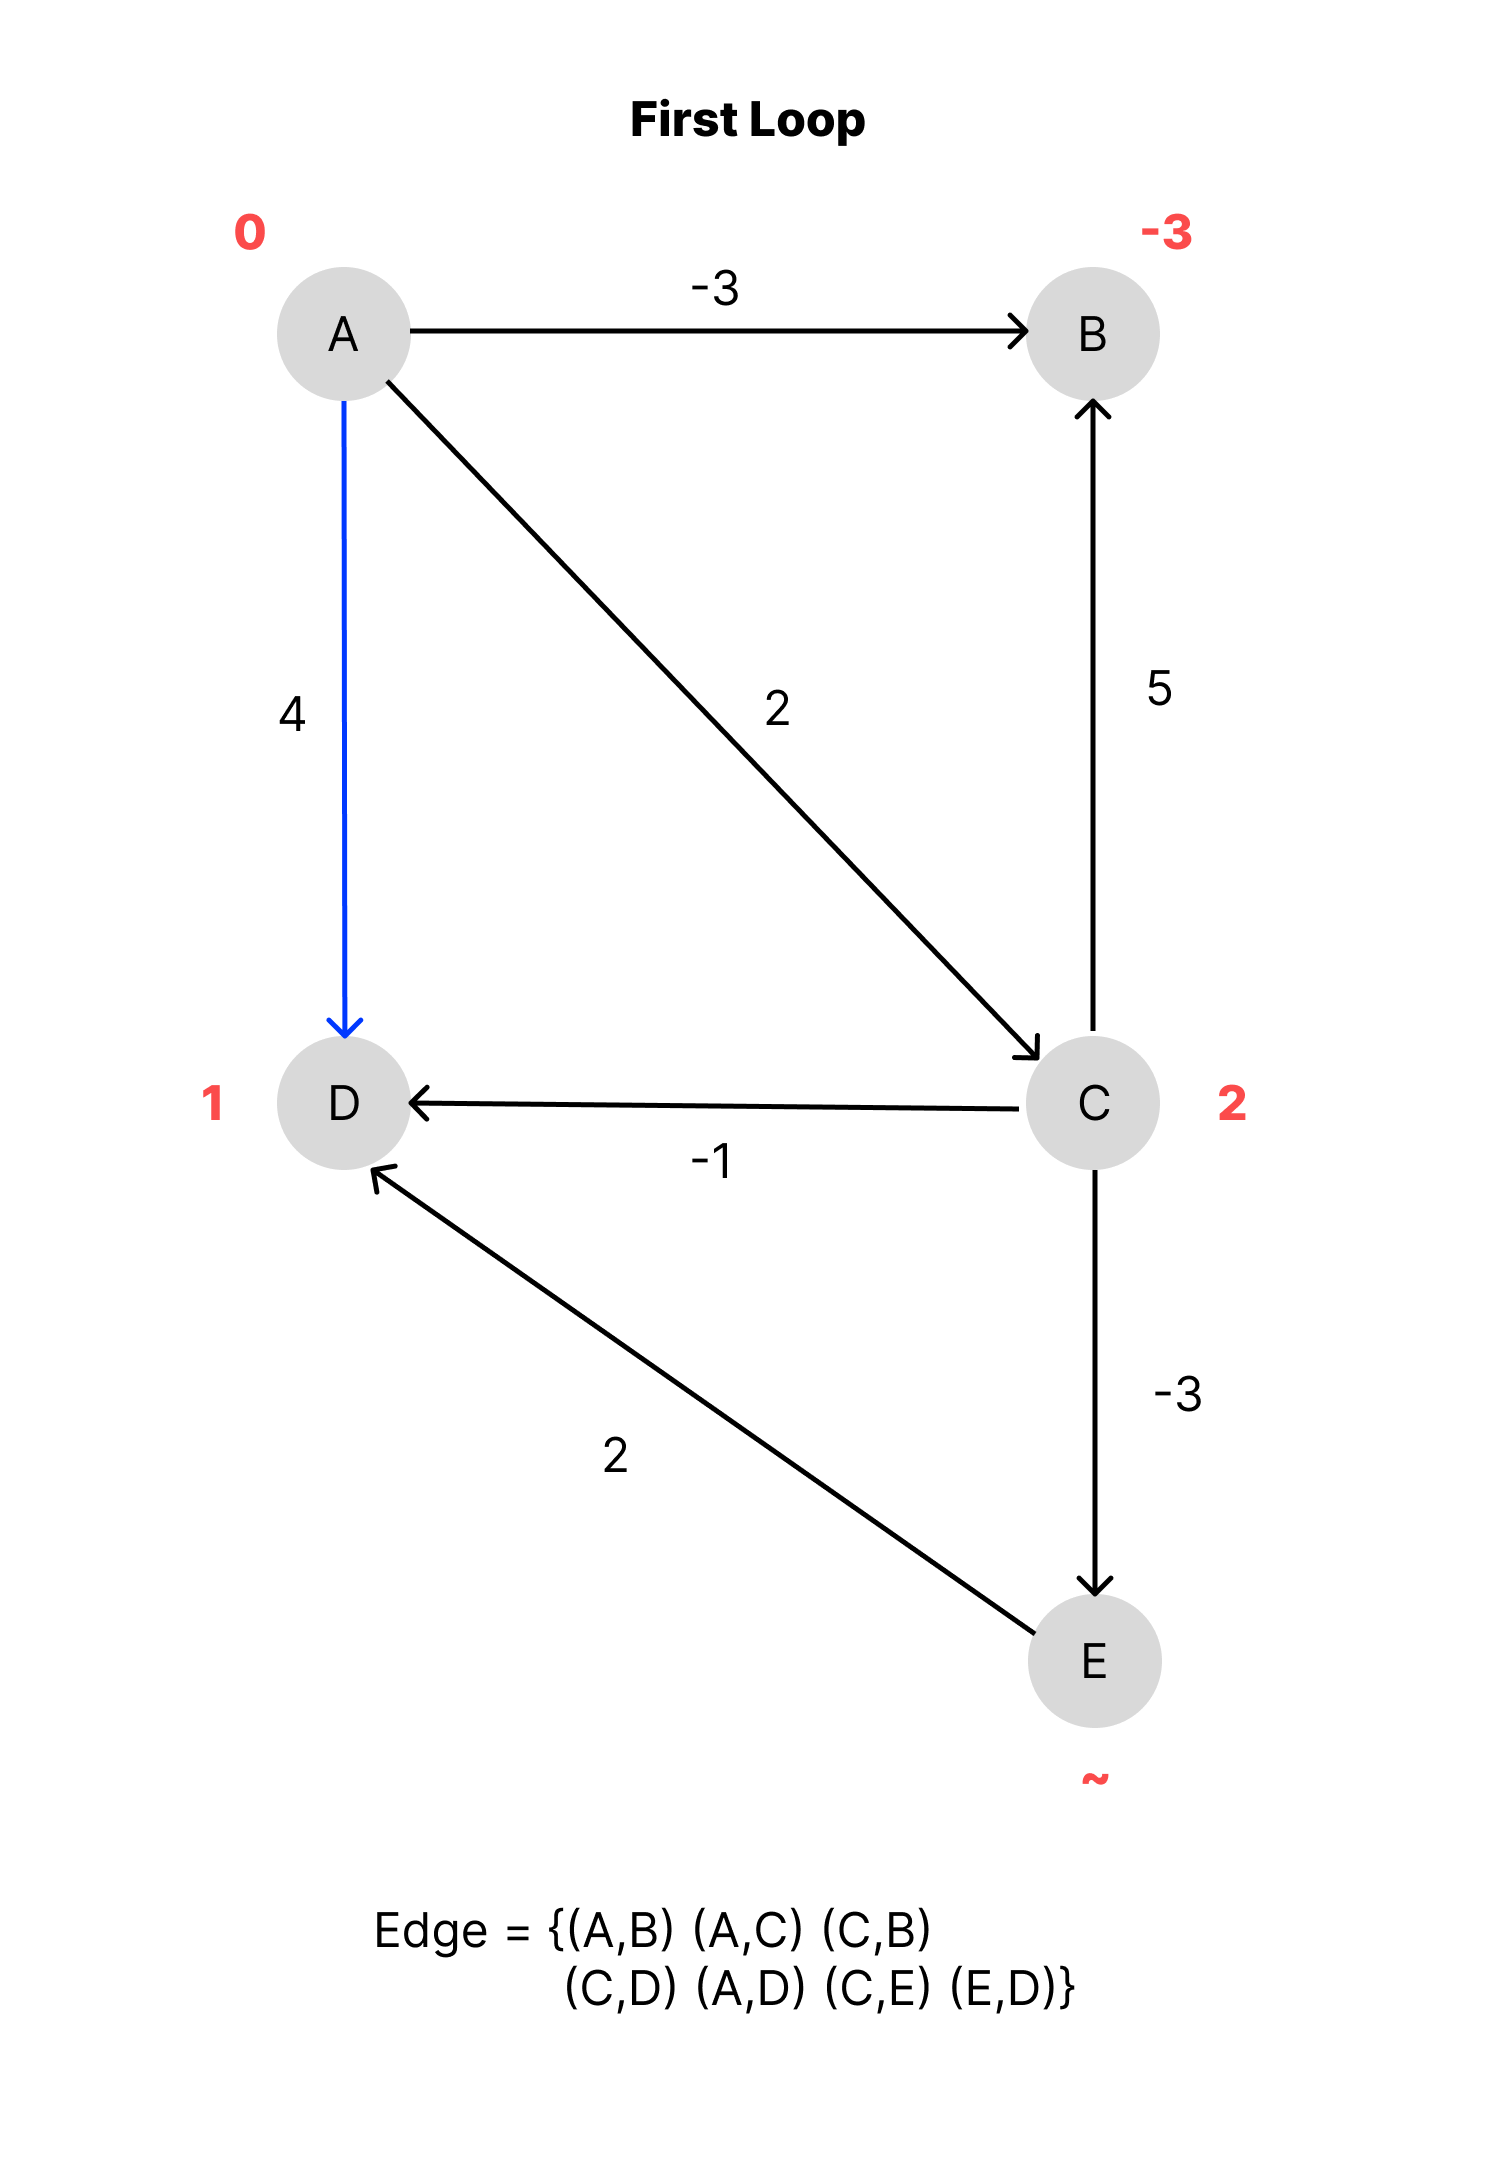 First Loop
0
-3
-3
A
B
4
2
5
1
D
C
2
-1
-3
2
E
~
Edge = {(A,B) (A,C) (C,B)
(C,D) (A,D) (C,E) (E,D)}